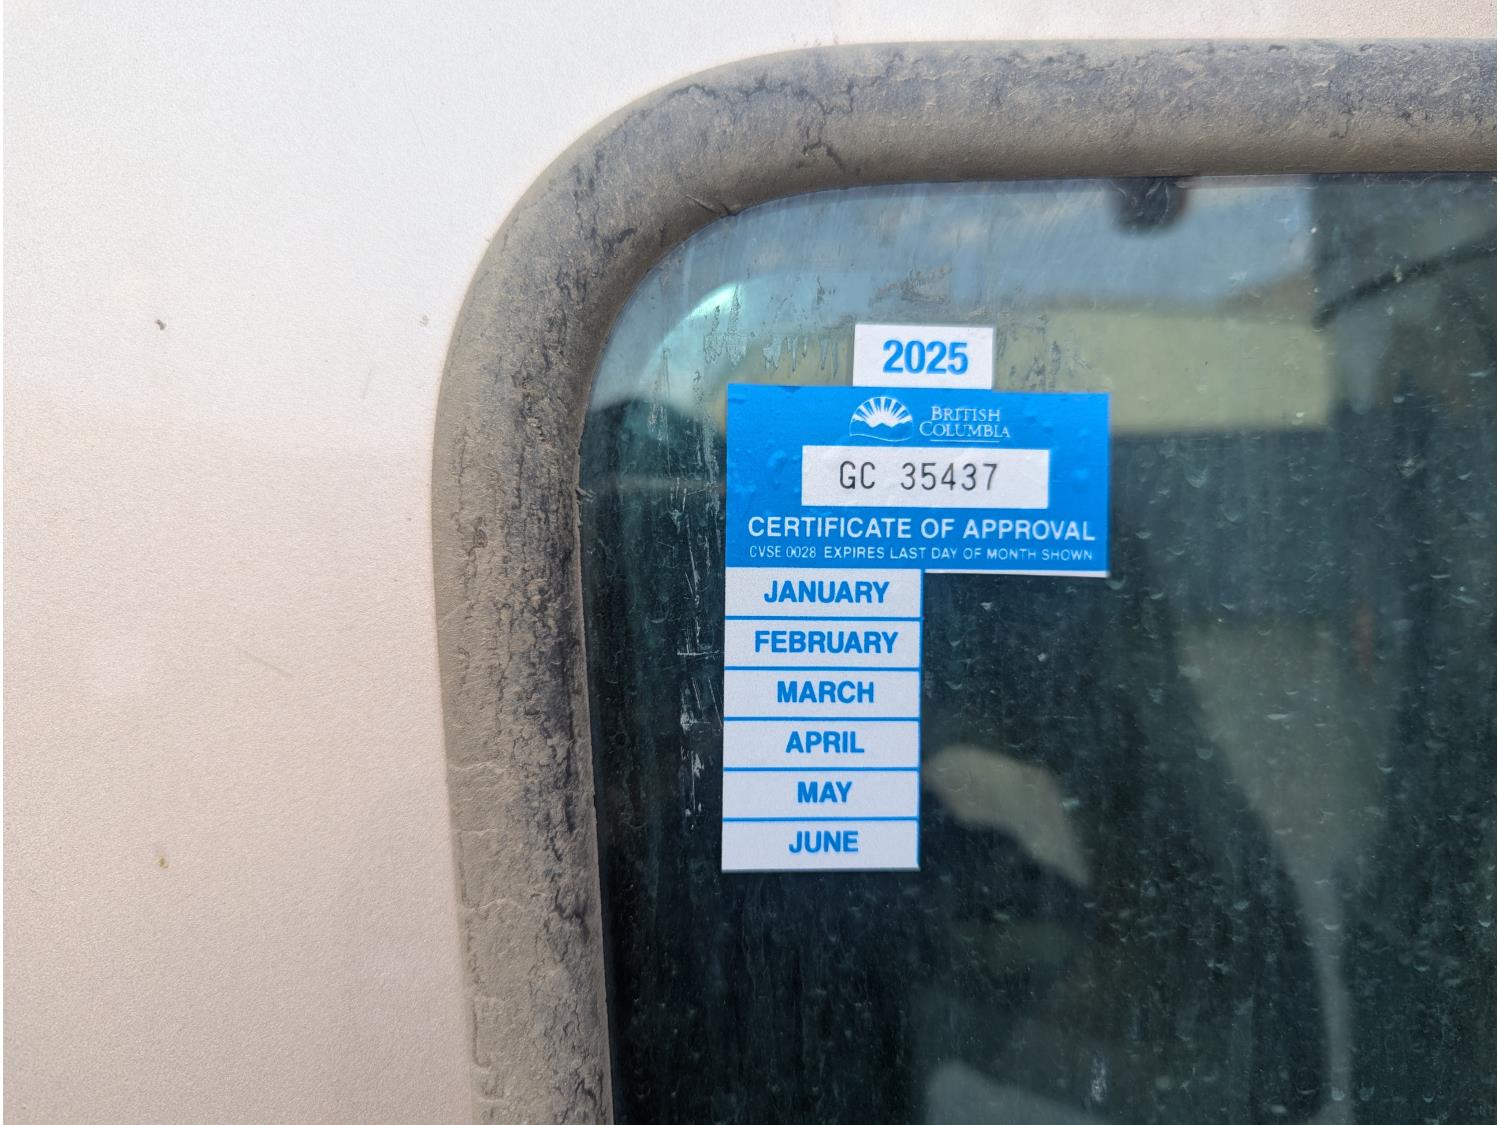 2025
BRITISH
COLUMBIA
GC 35437
CERTIFICATE OF APPROVAL
CVSE 0028 EXPIRES LAST DAY OF MONTH SHOWN
JANUARY
FEBRUARY
MARCH
APRIL
MAY
JUNE